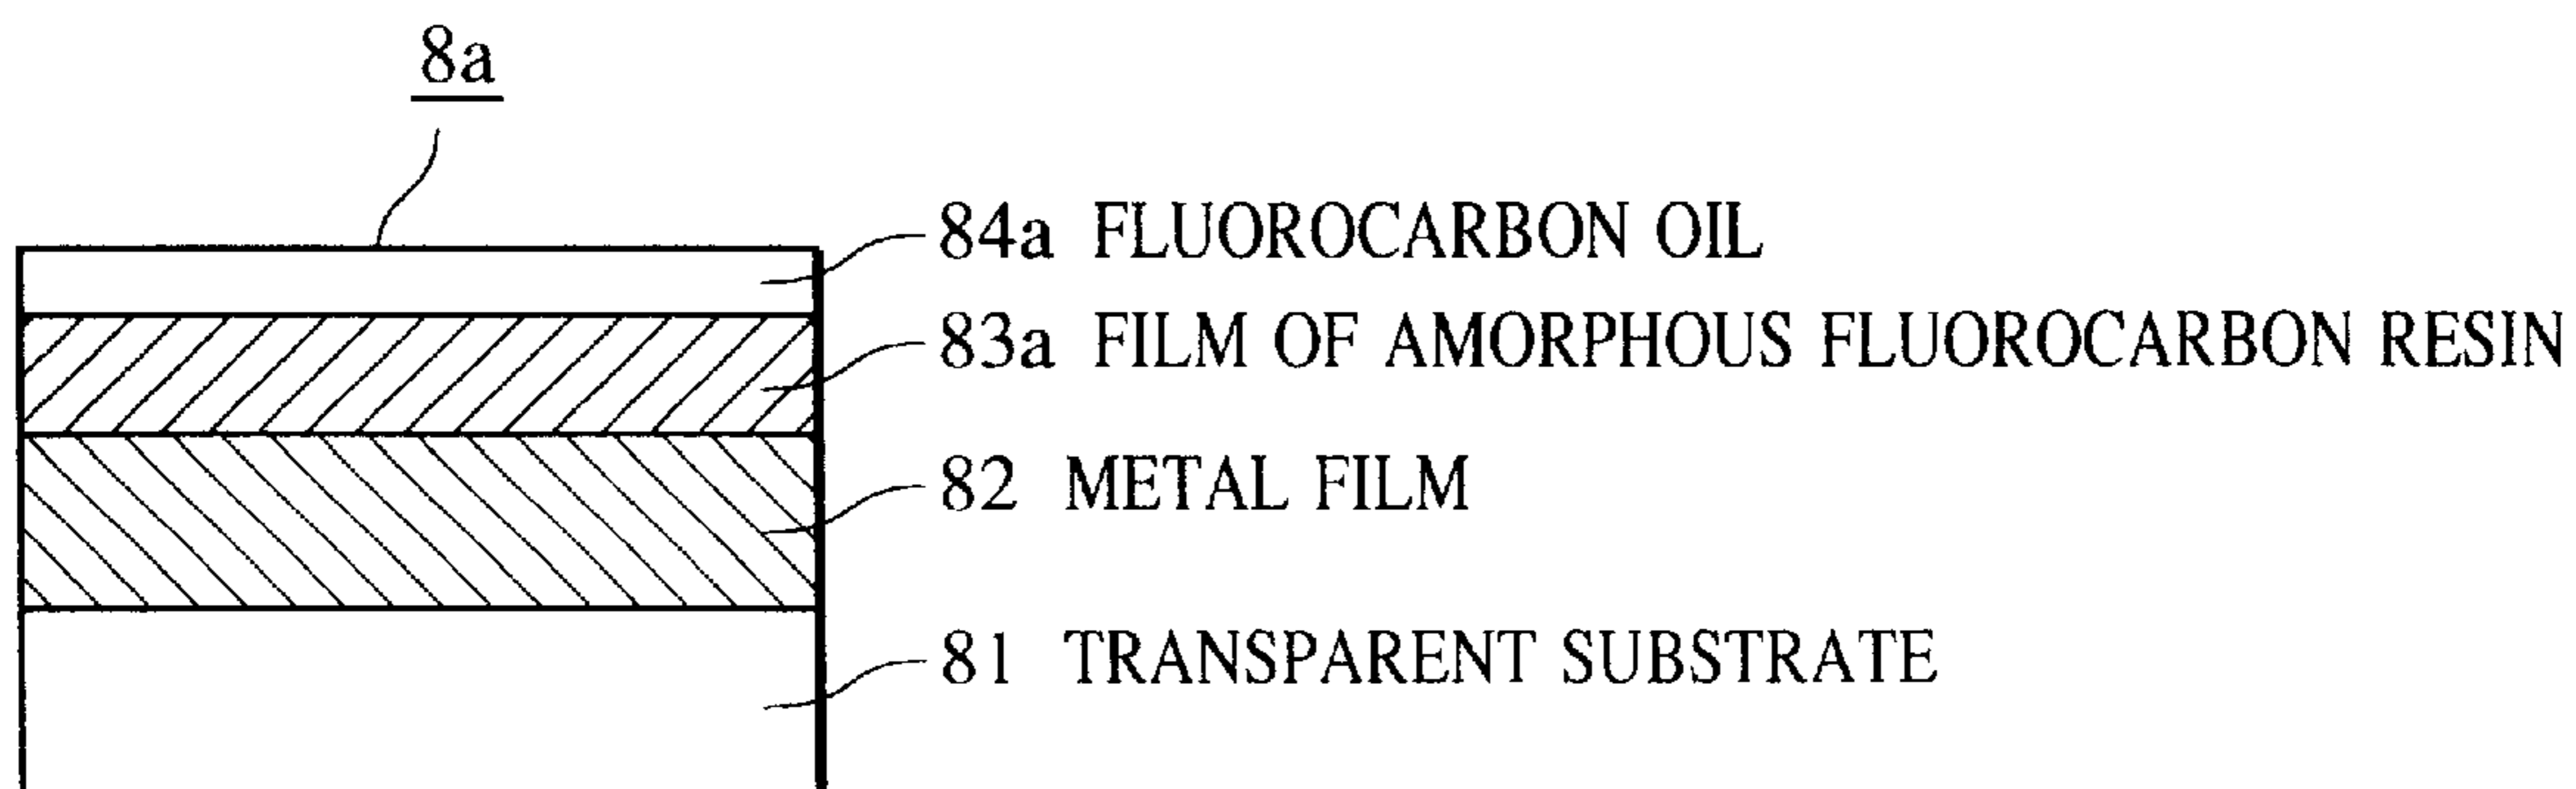 8a
84a FLUOROCARBON OIL
83a FILM OF AMORPHOUS FLUOROCARBON RESIN
82 METAL FILM
81 TRANSPARENT SUBSTRATE